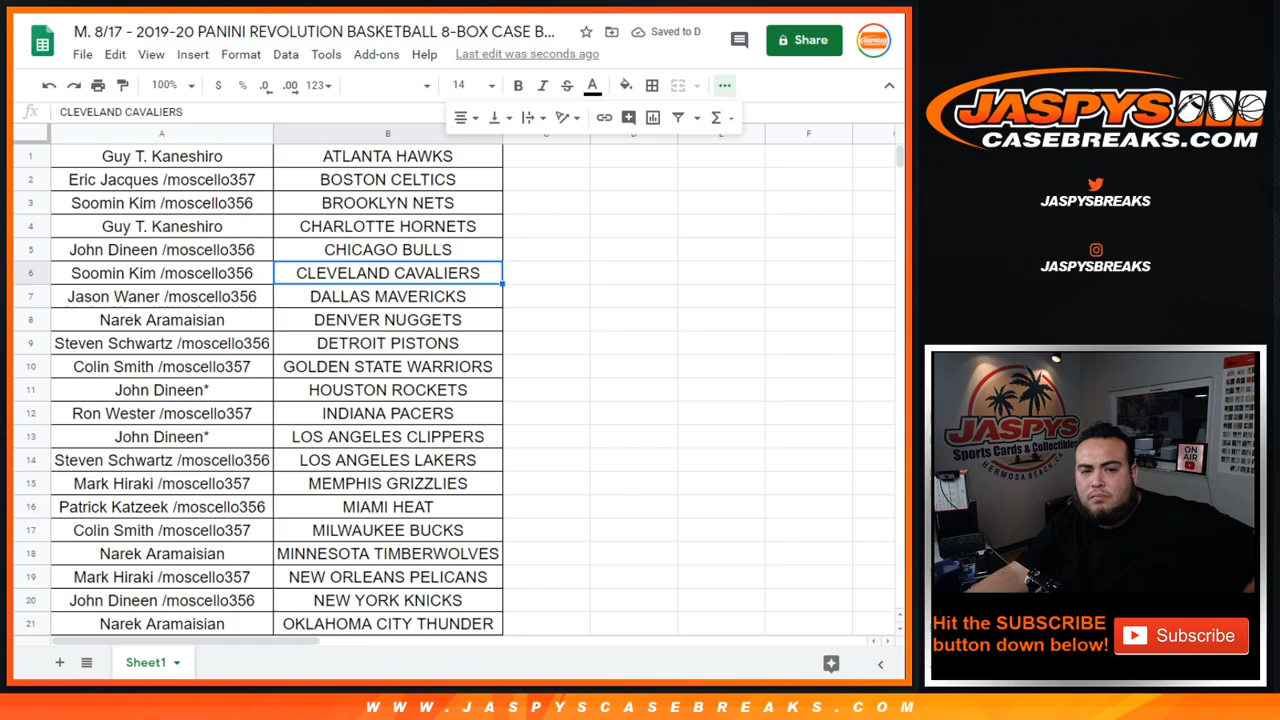 M. 8/17 - 2019-20 PANINI REVOLUTION BASKETBALL 8-BOX CASE B...
Saved to D
Share
File Edit View Insert Format Data Tools Add-ons Help Last edit was seconds ago
100% $ % .0 .00 123 14 B I S A
fx CLEVELAND CAVALIERS
A B C D E F
1 Guy T. Kaneshiro ATLANTA HAWKS
2 Eric Jacques /moscello357 BOSTON CELTICS
3 Soomin Kim /moscello356 BROOKLYN NETS
4 Guy T. Kaneshiro CHARLOTTE HORNETS
5 John Dineen /moscello356 CHICAGO BULLS
6 Soomin Kim /moscello356 CLEVELAND CAVALIERS
7 Jason Waner /moscello356 DALLAS MAVERICKS
8 Narek Aramaisian DENVER NUGGETS
9 Steven Schwartz /moscello356 DETROIT PISTONS
10 Colin Smith /moscello357 GOLDEN STATE WARRIORS
11 John Dineen* HOUSTON ROCKETS
12 Ron Wester /moscello357 INDIANA PACERS
13 John Dineen* LOS ANGELES CLIPPERS
14 Steven Schwartz /moscello356 LOS ANGELES LAKERS
15 Mark Hiraki /moscello357 MEMPHIS GRIZZLIES
16 Patrick Katzeek /moscello356 MIAMI HEAT
17 Colin Smith /moscello357 MILWAUKEE BUCKS
18 Narek Aramaisian MINNESOTA TIMBERWOLVES
19 Mark Hiraki /moscello357 NEW ORLEANS PELICANS
20 John Dineen /moscello356 NEW YORK KNICKS
21 Narek Aramaisian OKLAHOMA CITY THUNDER
Sheet1
JASPYS
CASEBREAKS.COM
JASPYSBREAKS
JASPYSBREAKS
JASPYS
Sports Cards & Collectibles
HERMOSA BEACH, CA
ON AIR
Hit the SUBSCRIBE
button down below!
Subscribe
WWW.JASPYSCASEBREAKS.COM